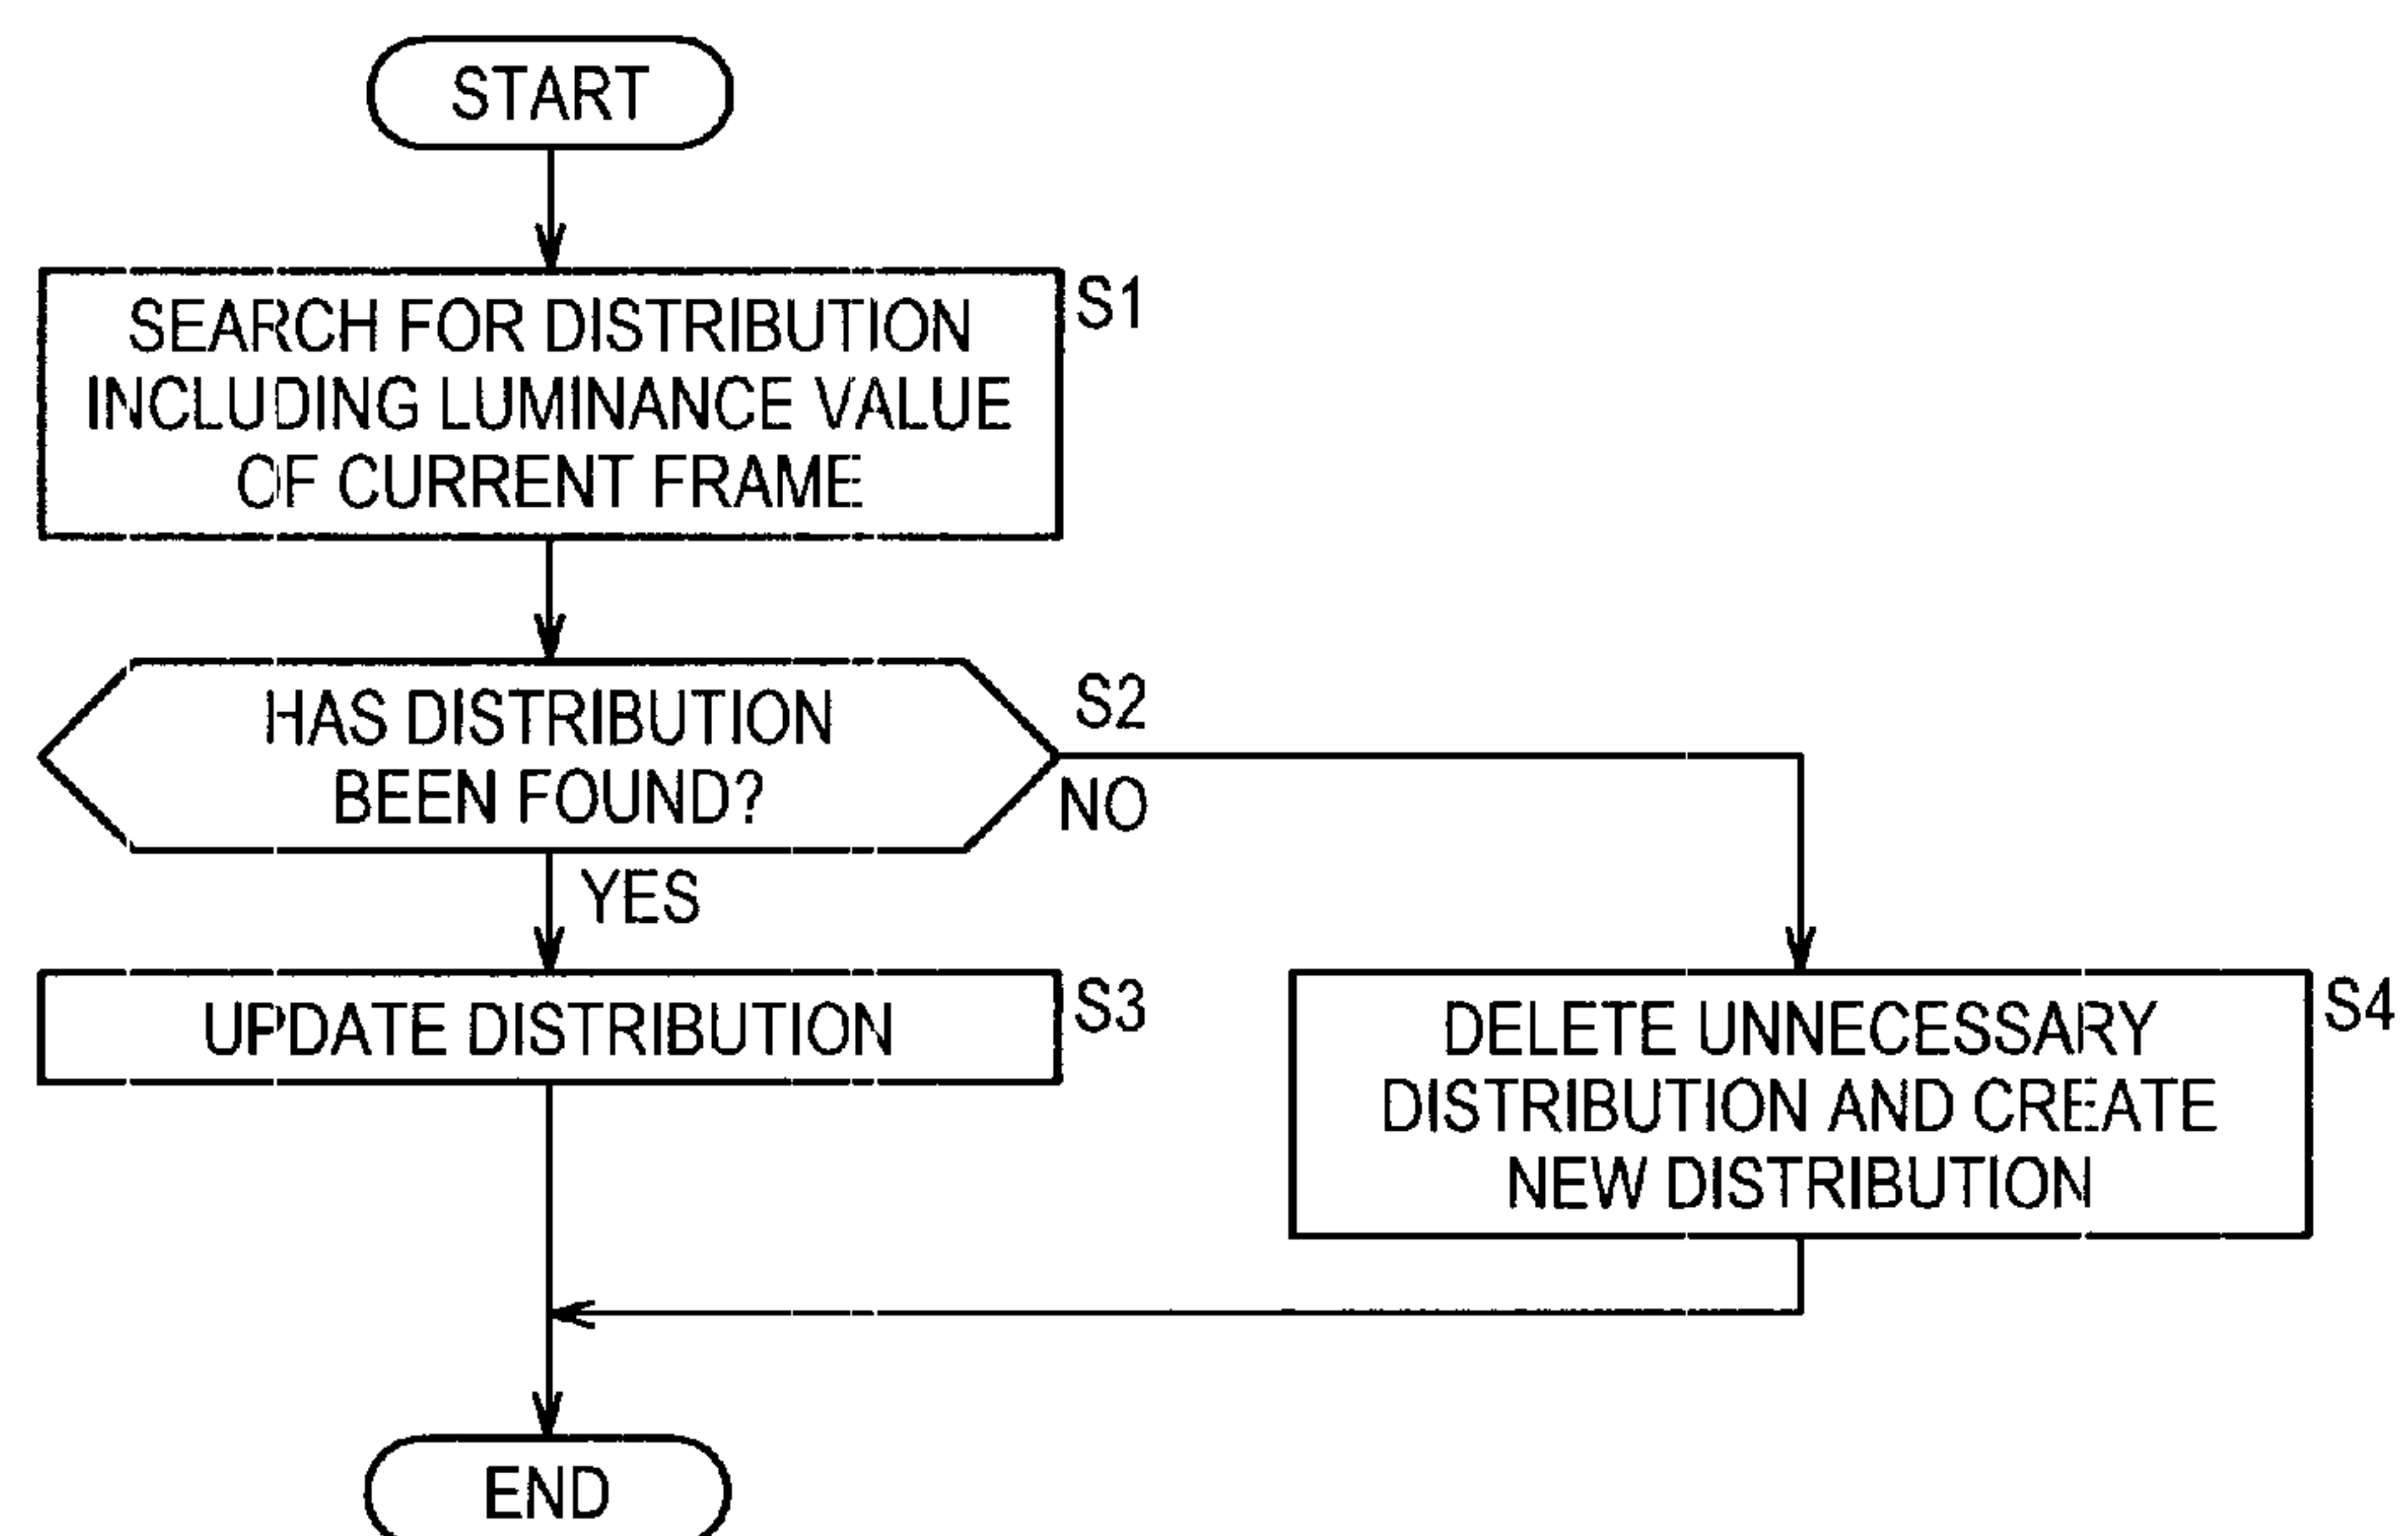 START
SEARCH FOR DISTRIBUTION
INCLUDING LUMINANCE VALUE
OF CURRENT FRAME
S1
HAS DISTRIBUTION
BEEN FOUND?
S2
NO
YES
UPDATE DISTRIBUTION
S3
DELETE UNNECESSARY
DISTRIBUTION AND CREATE
NEW DISTRIBUTION
S4
END